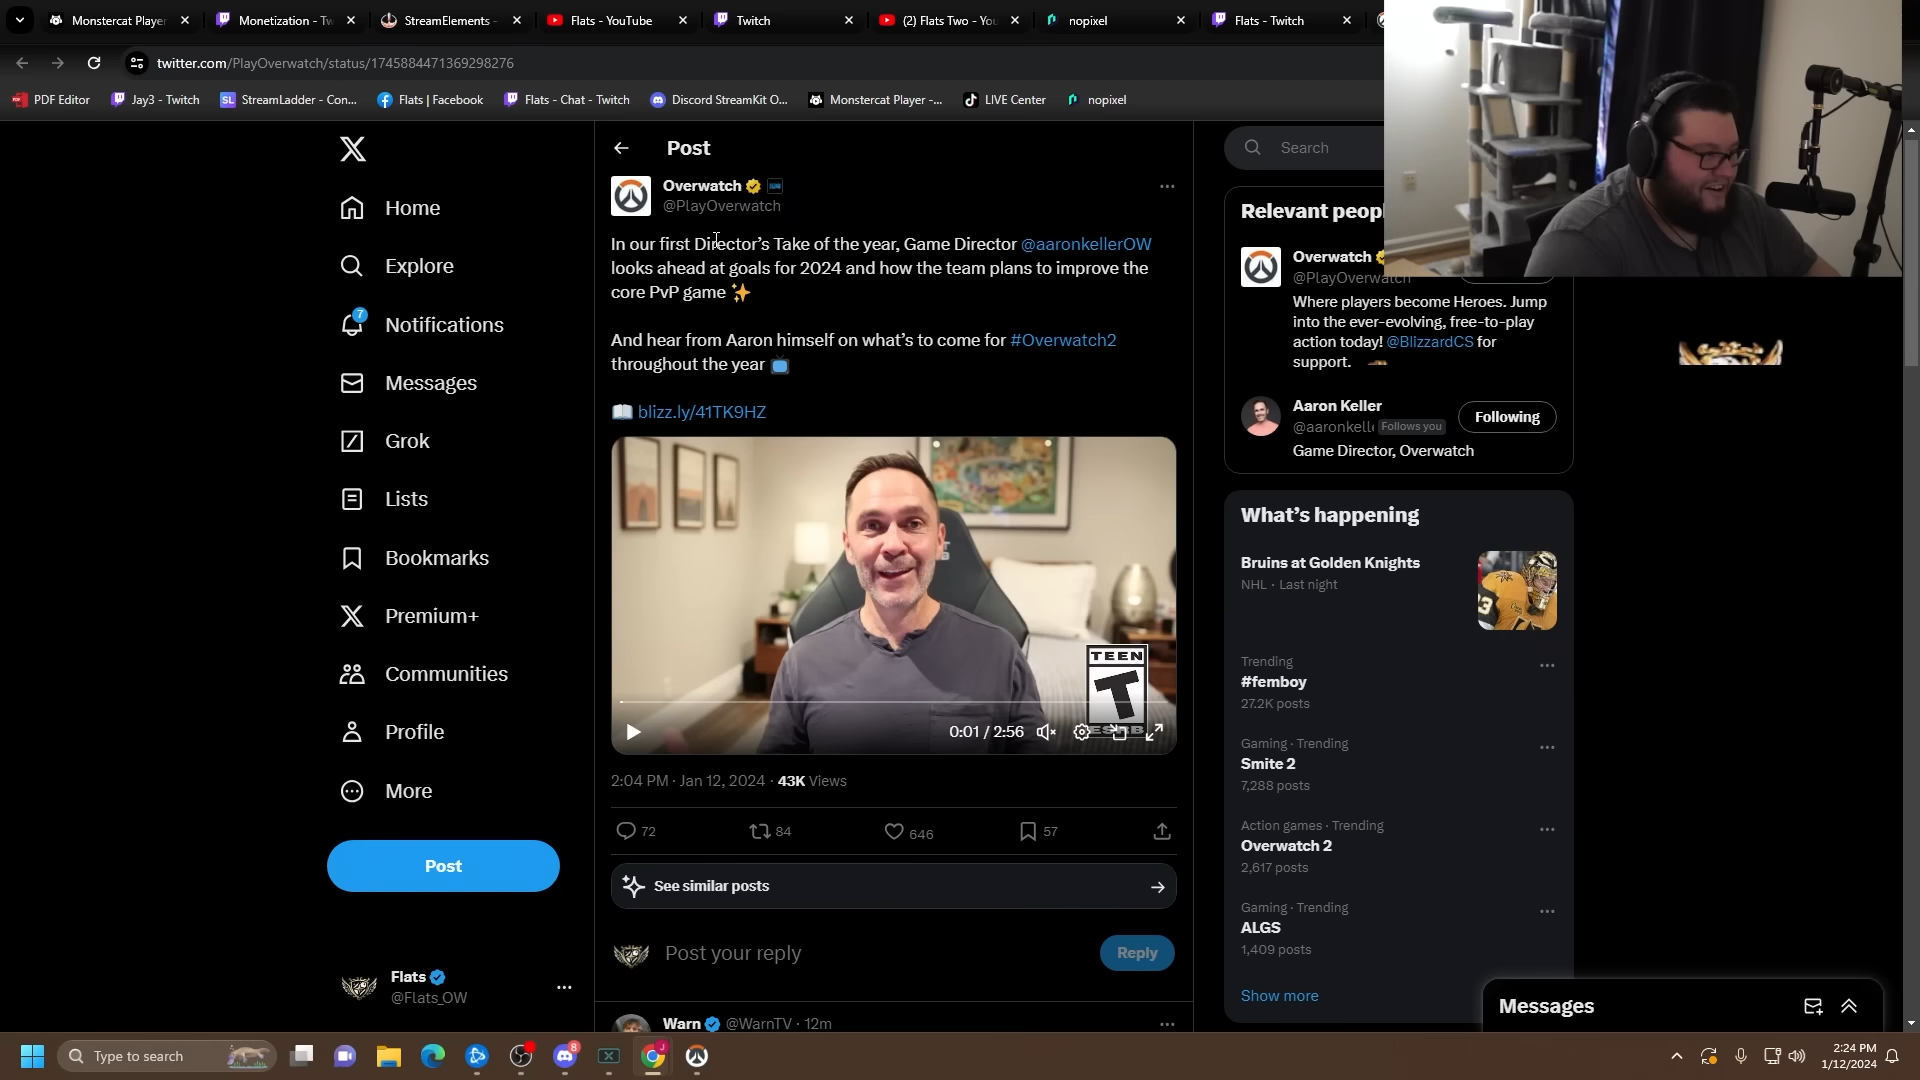 Monstercat Player
Monetization - Tw
StreamElements -
Flats - YouTube
Twitch
(2) Flats Two - You
nopixel
Flats - Twitch
twitter.com/PlayOverwatch/status/1745884471369298276
PDF Editor
Jay3 - Twitch
SL
StreamLadder - Con...
Flats | Facebook
Flats - Chat - Twitch
Discord StreamKit O...
Monstercat Player -...
LIVE Center
nopixel
Home
Explore
7
Notifications
Messages
Grok
Lists
Bookmarks
Premium+
Communities
Profile
More
Post
Flats
@Flats_OW
Post
Overwatch
@PlayOverwatch
In our first Director's Take of the year, Game Director @aaronkellerOW
looks ahead at goals for 2024 and how the team plans to improve the
core PvP game ✨
And hear from Aaron himself on what's to come for #Overwatch2
throughout the year 📺
📖 blizz.ly/41TK9HZ
TEEN
T
ESRB
0:01 / 2:56
2:04 PM · Jan 12, 2024 · 43K Views
72
84
646
57
See similar posts
Post your reply
Reply
Warn @WarnTV · 12m
Search
Relevant peopl
Overwatch
@PlayOverwatch
Where players become Heroes. Jump
into the ever-evolving, free-to-play
action today! @BlizzardCS for
support.
Aaron Keller
@aaronkell Follows you
Following
Game Director, Overwatch
What's happening
Bruins at Golden Knights
NHL · Last night
Trending
#femboy
27.2K posts
Gaming · Trending
Smite 2
7,288 posts
Action games · Trending
Overwatch 2
2,617 posts
Gaming · Trending
ALGS
1,409 posts
Show more
Messages
Type to search
8
J
2:24 PM
1/12/2024